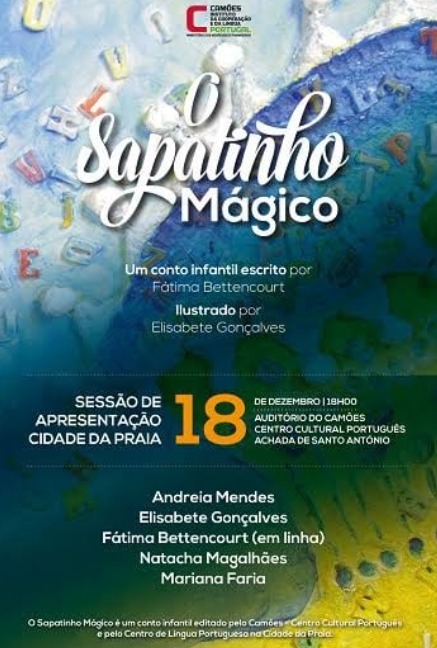 CAMÕES
INSTITUTO
DA COOPERAÇÃO
E DA LÍNGUA
PORTUGAL
O
Sapatinho
Mágico
Um conto infantil escrito por
Fátima Bettencourt
Ilustrado por
Elisabete Gonçalves
SESSÃO DE
APRESENTAÇÃO
CIDADE DA PRAIA
18
DE DEZEMBRO | 18H00
AUDITÓRIO DO CAMÕES
CENTRO CULTURAL PORTUGUÊS
ACHADA DE SANTO ANTÓNIO
Andreia Mendes
Elisabete Gonçalves
Fátima Bettencourt (em linha)
Natacha Magalhães
Mariana Faria
O Sapatinho Mágico é um conto infantil editado pelo Camões - Centro Cultural Português
e pelo Centro de Língua Portuguesa na Cidade da Praia.